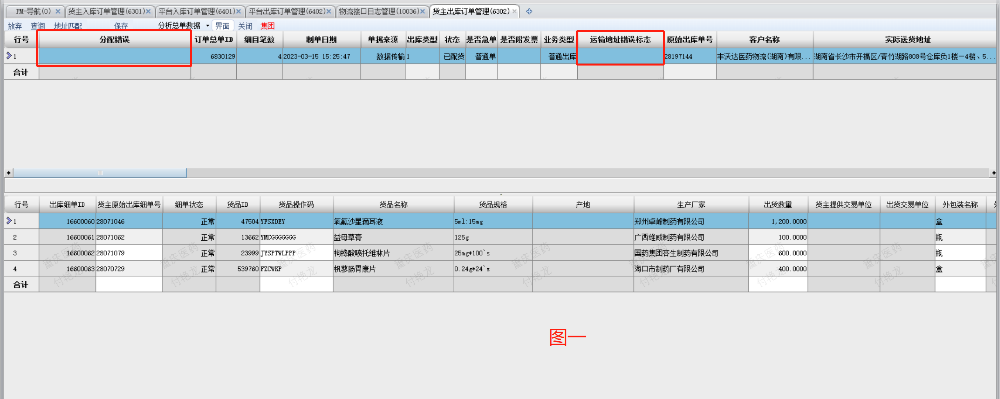 PM-导航(0) 货主入库订单管理(6301) 平台入库订单管理(6401) 平台出库订单管理(6402) 物流接口日志管理(10036) 货主出库订单管理(6302)
放弃 查询 地址匹配 保存 分析总单数据 界面 关闭 集团
行号 分配错误 订单总单ID 细目笔数 制单日期 单据来源 出库类型 状态 是否急单 是否附发票 业务类型 运输地址错误标志 原始出库单号 客户名称 实际送货地址
1 6830129 4 2023-03-15 15:25:47 数据传输 1 已配货 普通单 普通出库 28197144 丰沃达医药物流(湖南)有限... 湖南省长沙市开福区/青竹湖路808号仓库负1楼—4楼、5...
合计
行号 出库细单ID 货主原始出库细单号 细单状态 货品ID 货品操作码 货品名称 货品规格 产地 生产厂家 出货数量 货主提供交易单位 出货交易单位 外包装名称
1 16600060 28071046 正常 47504 YFSXDEY 氧氟沙星滴耳液 5ml:15mg 郑州卓峰制药有限公司 1,200.0000 盒
2 16600061 28071062 正常 13662 YMCGGGGGGG 益母草膏 125g 广西维威制药有限公司 100.0000 瓶
3 16600062 28071079 正常 23999 JYSPTWLPPP 枸橼酸喷托维林片 25mg*100`s 国药集团容生制药有限公司 600.0000 瓶
4 16600063 28070729 正常 539760 FZCWKP 枫蓼肠胃康片 0.24g*24`s 海口市制药厂有限公司 400.0000 盒
合计
重庆医药
付艳龙
图一